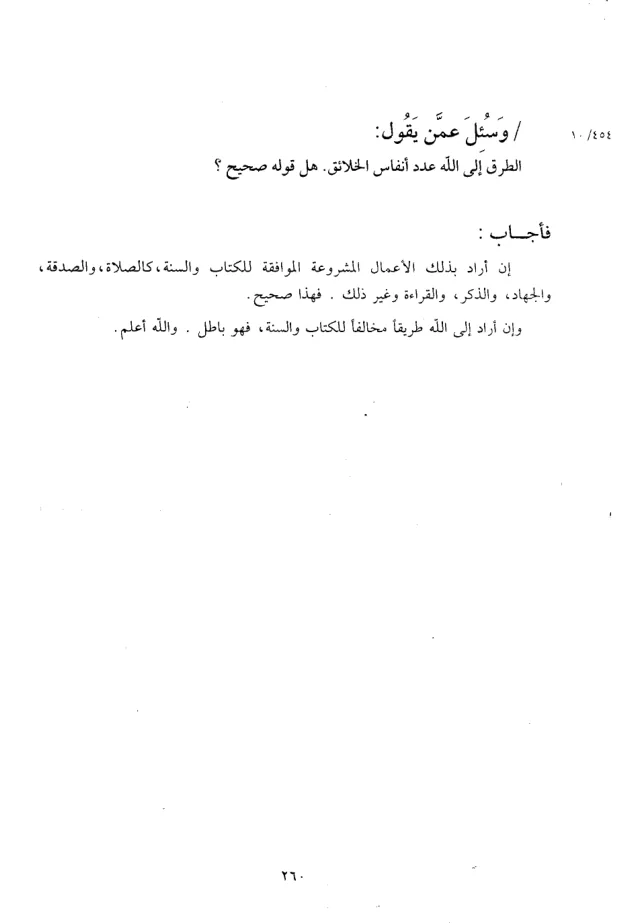 / وَسُئِلَ عمَّن يَقُول: ١٠/٤٥٤
الطرق إلى الله عدد أنفاس الخلائق. هل قوله صحيح ؟
فأجـــاب :
إن أراد بذلك الأعمال المشروعة الموافقة للكتاب والسنة، كالصلاة، والصدقة،
والجهاد، والذكر، والقراءة وغير ذلك . فهذا صحيح.
وإن أراد إلى الله طريقاً مخالفاً للكتاب والسنة، فهو باطل . والله أعلم.
٢٦٠